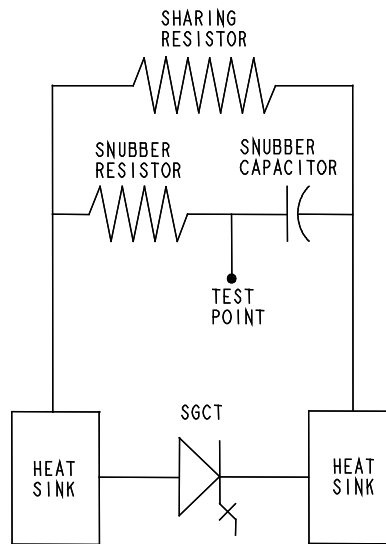 SHARING
RESISTOR
SNUBBER
RESISTOR
SNUBBER
CAPACITOR
TEST
POINT
SGCT
HEAT
SINK
HEAT
SINK